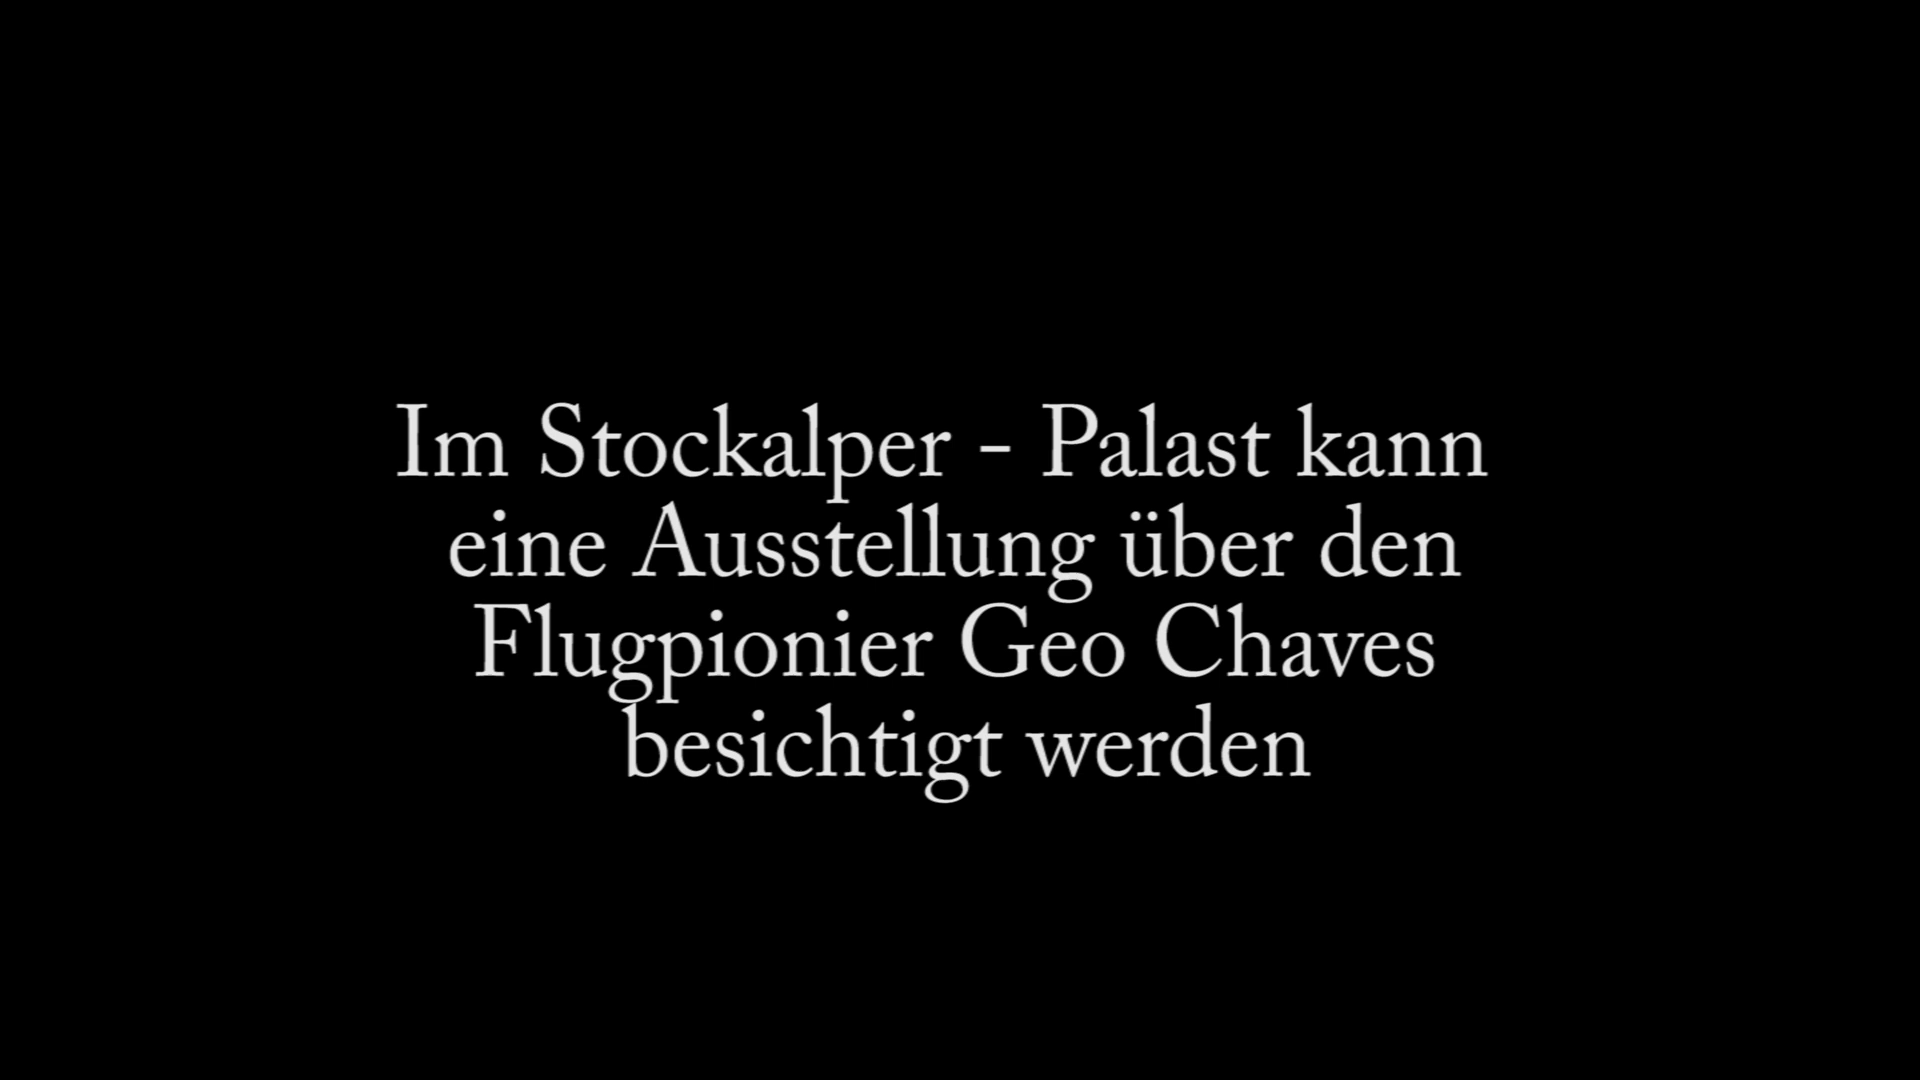 Im Stockalper - Palast kann
eine Ausstellung über den
Flugpionier Geo Chaves
besichtigt werden